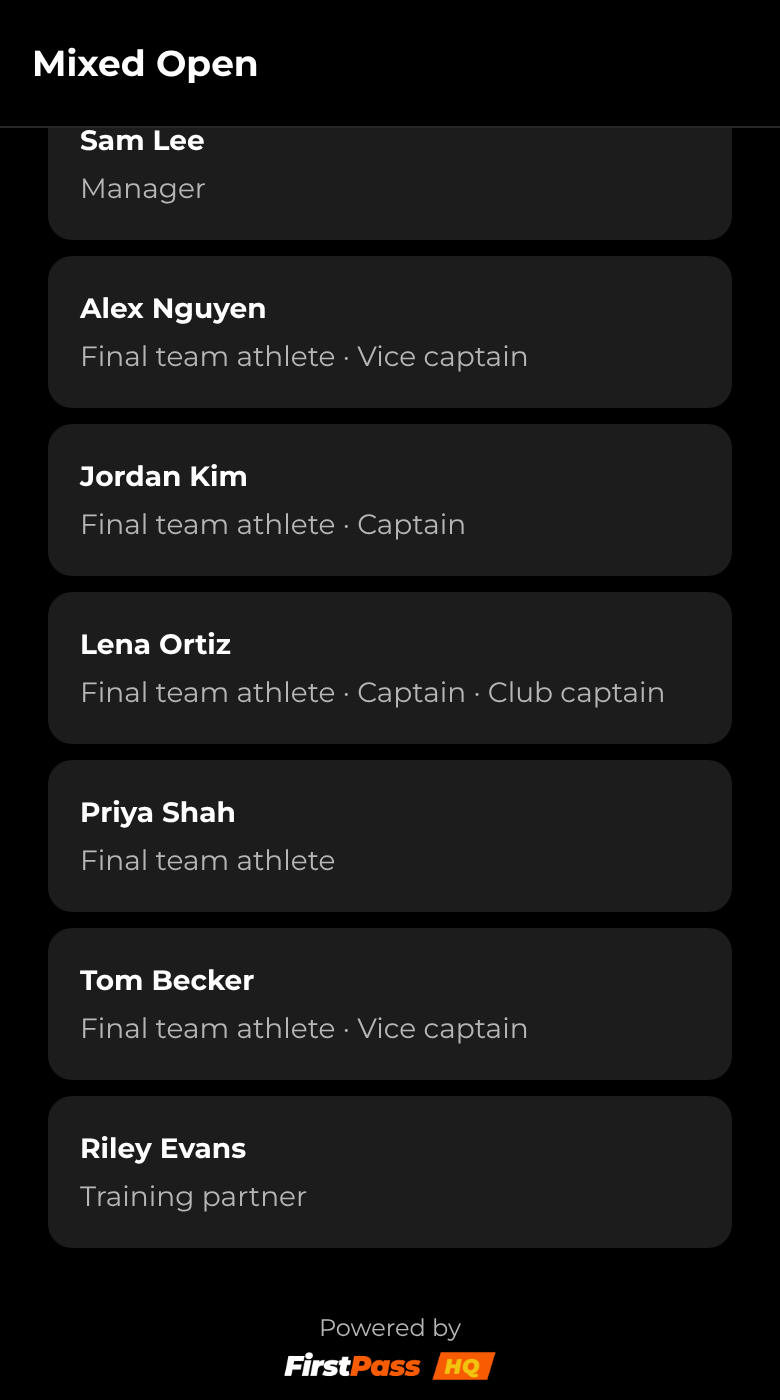 Mixed Open
Sam Lee
Manager
Alex Nguyen
Final team athlete · Vice captain
Jordan Kim
Final team athlete · Captain
Lena Ortiz
Final team athlete · Captain · Club captain
Priya Shah
Final team athlete
Tom Becker
Final team athlete · Vice captain
Riley Evans
Training partner
Powered by
FirstPass HQ